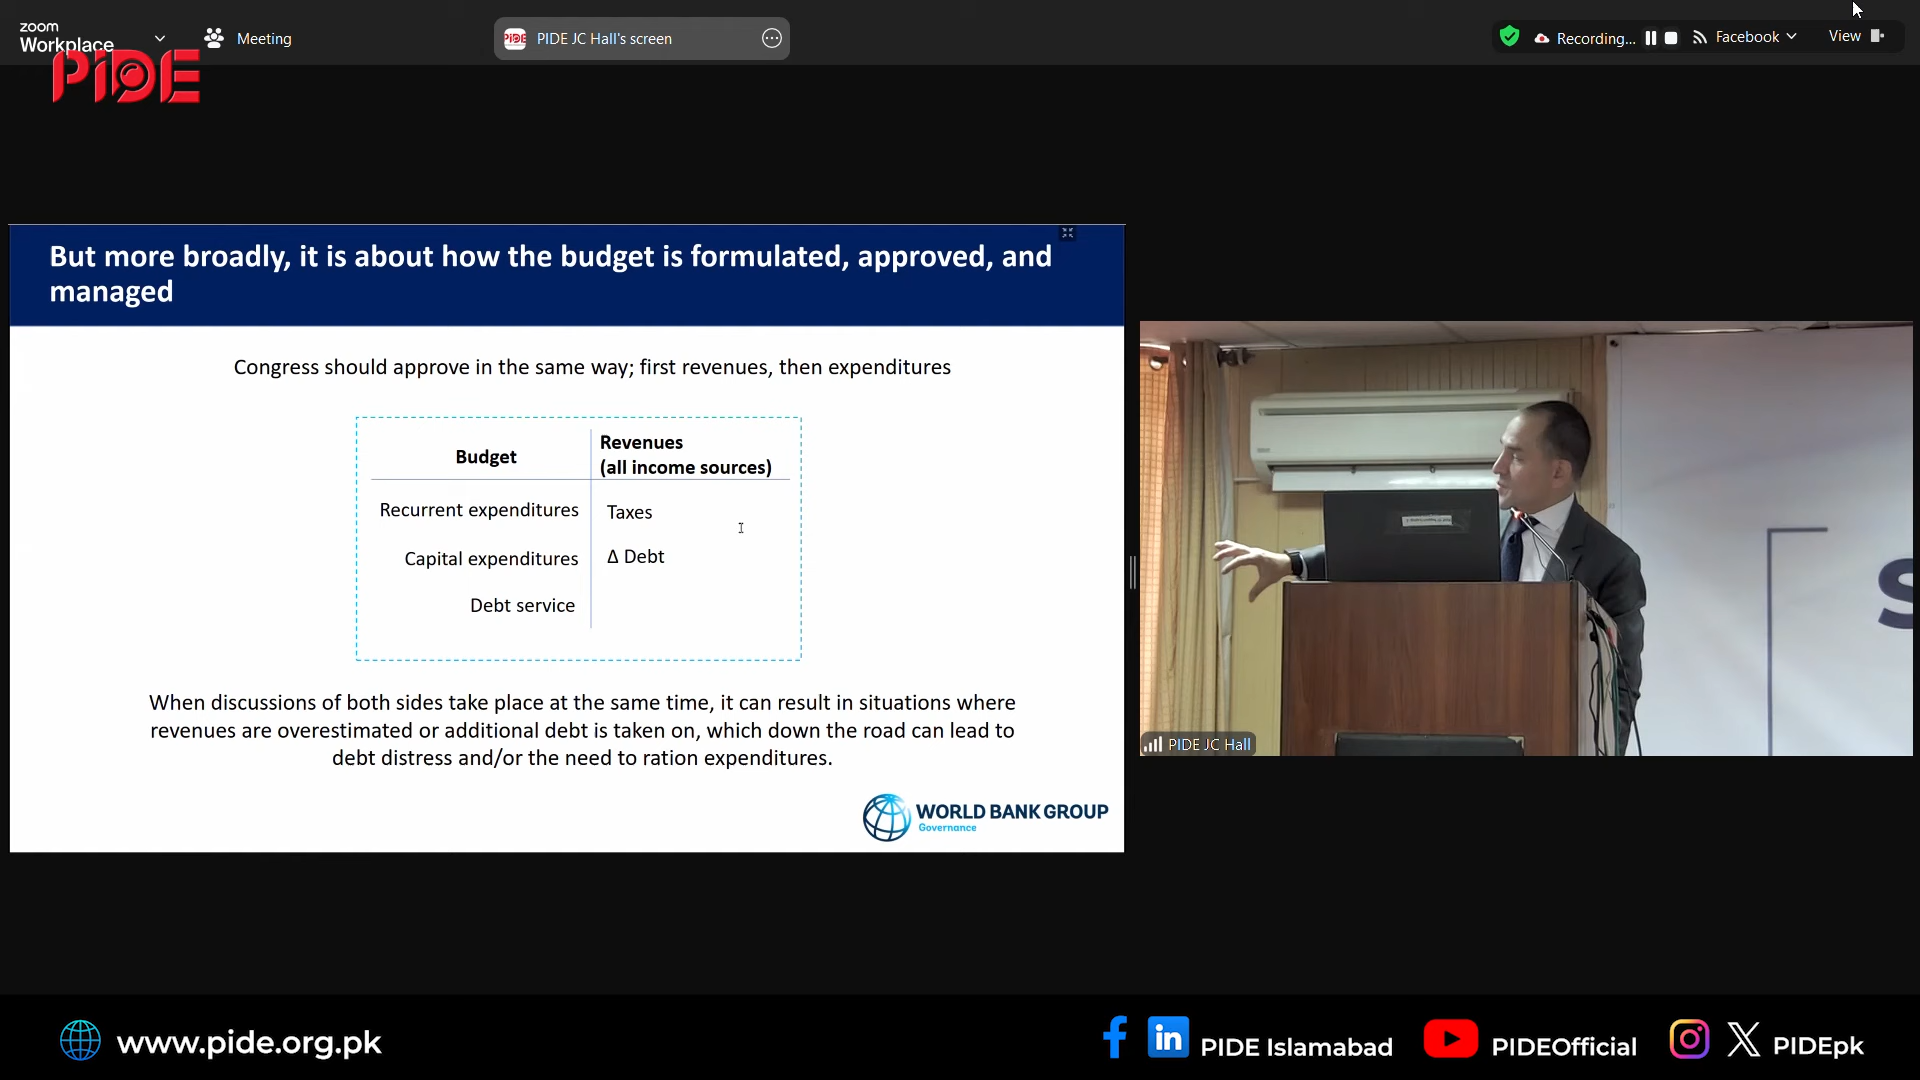 zoom
Workplace
Meeting
PIDE JC Hall's screen
Recording...
Facebook
View
PIDE
But more broadly, it is about how the budget is formulated, approved, and
managed
Congress should approve in the same way; first revenues, then expenditures
Budget
Revenues
(all income sources)
Recurrent expenditures
Taxes
Capital expenditures
Δ Debt
Debt service
When discussions of both sides take place at the same time, it can result in situations where
revenues are overestimated or additional debt is taken on, which down the road can lead to
debt distress and/or the need to ration expenditures.
WORLD BANK GROUP
Governance
PIDE JC Hall
S
www.pide.org.pk
PIDE Islamabad
PIDEOfficial
PIDEpk